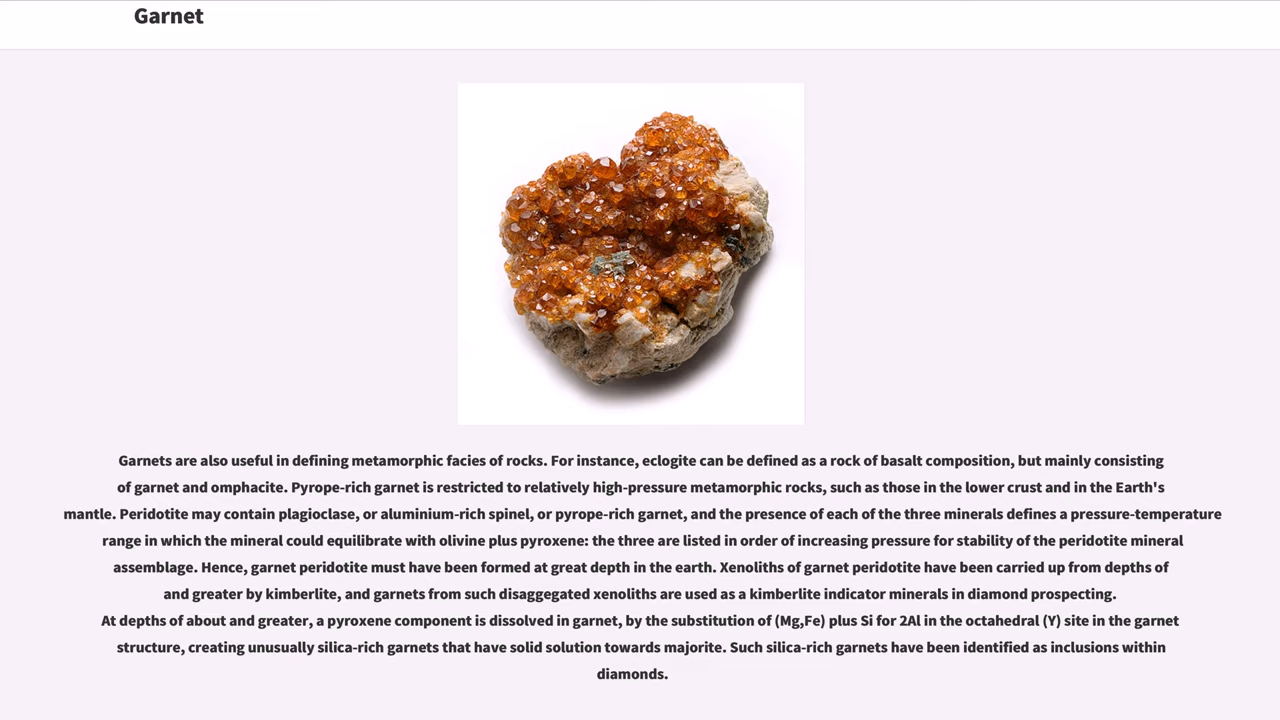 Garnet
Garnets are also useful in defining metamorphic facies of rocks. For instance, eclogite can be defined as a rock of basalt composition, but mainly consisting
of garnet and omphacite. Pyrope-rich garnet is restricted to relatively high-pressure metamorphic rocks, such as those in the lower crust and in the Earth's
mantle. Peridotite may contain plagioclase, or aluminium-rich spinel, or pyrope-rich garnet, and the presence of each of the three minerals defines a pressure-temperature
range in which the mineral could equilibrate with olivine plus pyroxene: the three are listed in order of increasing pressure for stability of the peridotite mineral
assemblage. Hence, garnet peridotite must have been formed at great depth in the earth. Xenoliths of garnet peridotite have been carried up from depths of
and greater by kimberlite, and garnets from such disaggegated xenoliths are used as a kimberlite indicator minerals in diamond prospecting.
At depths of about and greater, a pyroxene component is dissolved in garnet, by the substitution of (Mg,Fe) plus Si for 2Al in the octahedral (Y) site in the garnet
structure, creating unusually silica-rich garnets that have solid solution towards majorite. Such silica-rich garnets have been identified as inclusions within
diamonds.